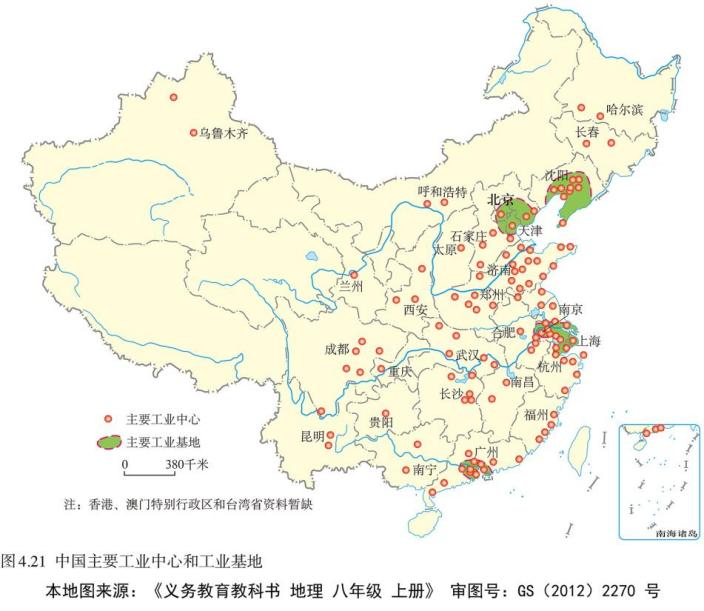 哈尔滨
乌鲁木齐
长春
沈阳
呼和浩特
北京
天津
石家庄
太原
济南
兰州
郑州
西安
南京
合肥
上海
成都
武汉
杭州
重庆
南昌
长沙
贵阳
福州
昆明
广州
南宁
主要工业中心
主要工业基地
0 380千米
南海诸岛
注：香港、澳门特别行政区和台湾省资料暂缺
图4.21 中国主要工业中心和工业基地
本地图来源：《义务教育教科书 地理 八年级 上册》 审图号：GS（2012）2270 号